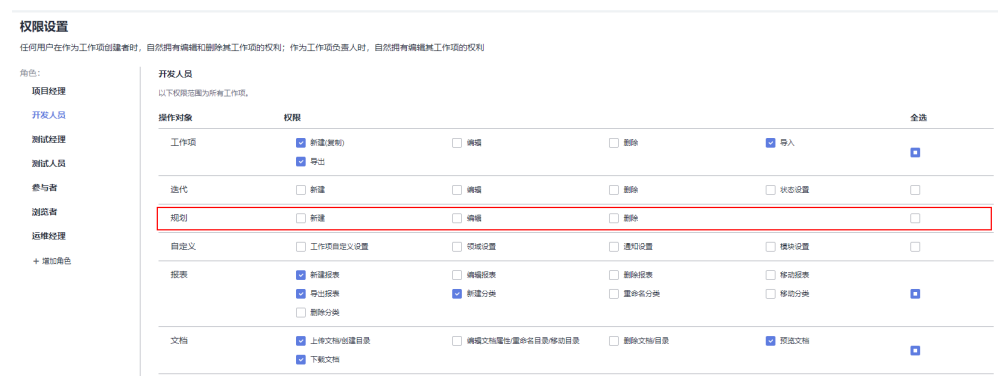 权限设置
任何用户在作为工作项创建者时，自然拥有编辑和删除其工作项的权利；作为工作项负责人时，自然拥有编辑其工作项的权利
角色：
项目经理
开发人员
测试经理
测试人员
参与者
浏览者
运维经理
+ 增加角色
开发人员
以下权限范围为所有工作项。
操作对象 权限 全选
工作项 新建(复制) 编辑 删除 导入
导出
迭代 新建 编辑 删除 状态设置
规划 新建 编辑 删除
自定义 工作项自定义设置 领域设置 通知设置 模块设置
报表 新建报表 编辑报表 删除报表 移动报表
导出报表 新建分类 重命名分类 移动分类
删除分类
文档 上传文档/创建目录 编辑文档属性/重命名目录/移动目录 删除文档/目录 预览文档
下载文档